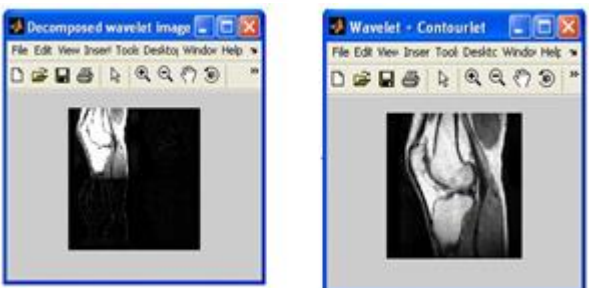 Decomposed wavelet image
File Edit View Insert Tools Desktop Window Help
Wavelet + Contourlet
File Edit View Inser Tool Desktc Windov Help